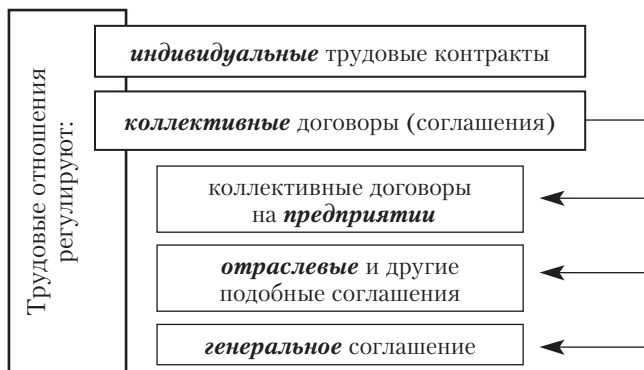 Трудовые отношения
регулируют:
индивидуальные трудовые контракты
коллективные договоры (соглашения)
коллективные договоры
на предприятии
отраслевые и другие
подобные соглашения
генеральное соглашение